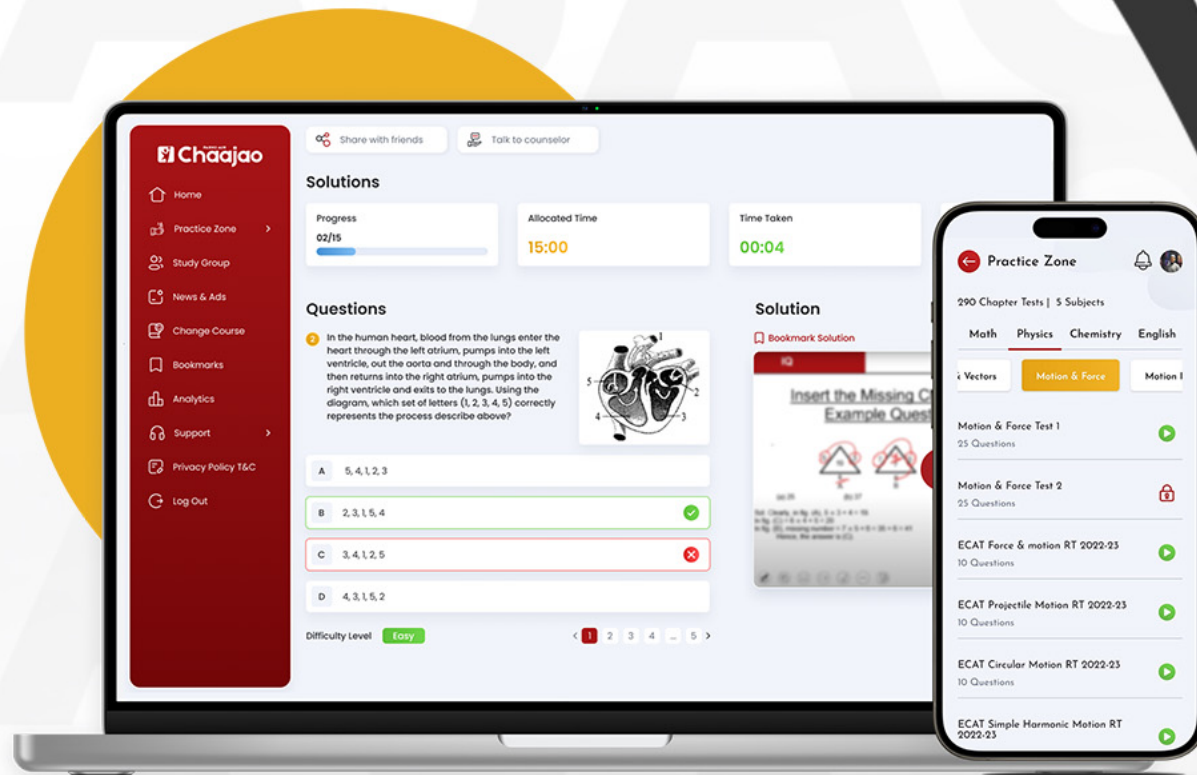 Chaajao
Home
Practice Zone
Study Group
News & Ads
Change Course
Bookmarks
Analytics
Support
Privacy Policy T&C
Log Out
Share with friends
Talk to counselor
Solutions
Progress
02/15
Allocated Time
15:00
Time Taken
00:04
Questions
2
In the human heart, blood from the lungs enter the
heart through the left atrium, pumps into the left
ventricle, out the aorta and through the body, and
then returns into the right atrium, pumps into the
right ventricle and exits to the lungs. Using the
diagram, which set of letters (1, 2, 3, 4, 5) correctly
represents the process describe above?
1
5
2
4
3
A 5, 4, 1, 2, 3
B 2, 3, 1, 5, 4
C 3, 4, 1, 2, 5
D 4, 3, 1, 5, 2
Difficulty Level Easy
< 1 2 3 4 ... 5 >
Solution
Bookmark Solution
IQ
Insert the Missing
Example
Practice Zone
290 Chapter Tests | 5 Subjects
Math Physics Chemistry English
& Vectors Motion & Force Motion
Motion & Force Test 1
25 Questions
Motion & Force Test 2
25 Questions
ECAT Force & motion RT 2022-23
10 Questions
ECAT Projectile Motion RT 2022-23
10 Questions
ECAT Circular Motion RT 2022-23
10 Questions
ECAT Simple Harmonic Motion RT
2022-23